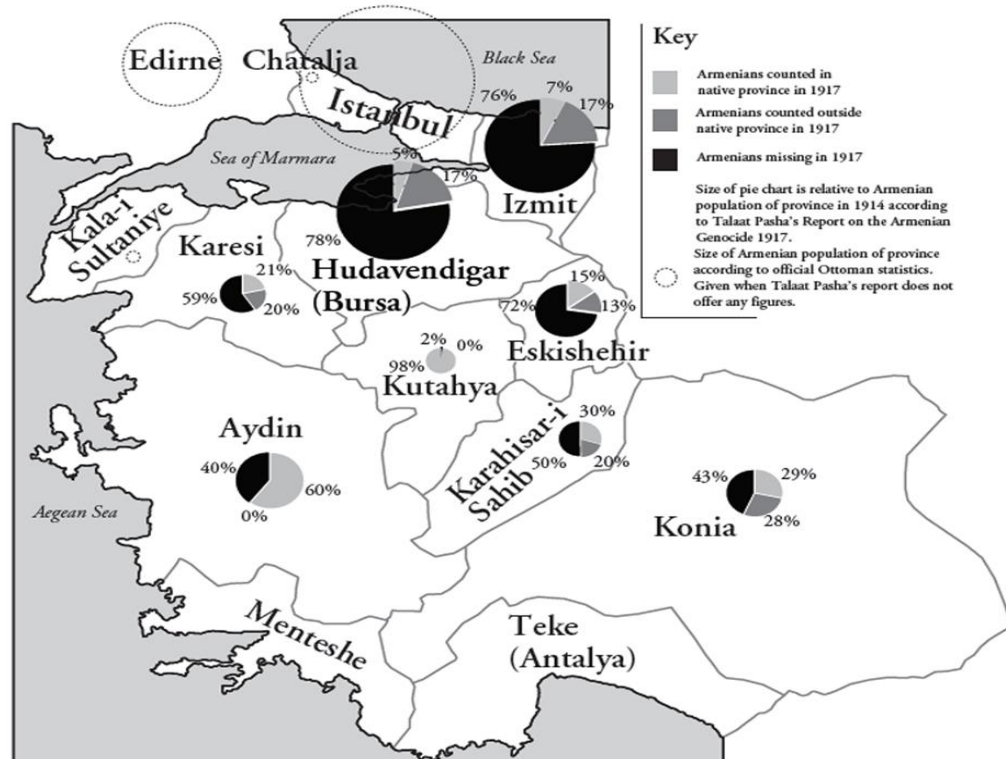 Edirne
Chatalja
Black Sea
Istanbul
76%
7%
17%
Sea of Marmara
5%
17%
Izmit
78%
Kala-i
Sultaniye
Karesi
21%
59%
20%
Hudavendigar
(Bursa)
15%
72%
13%
Eskishehir
2%
0%
98%
Kutahya
Aydin
40%
60%
0%
Aegean Sea
30%
50%
20%
Karahisar-i
Sahib
43%
29%
28%
Konia
Menteshe
Teke
(Antalya)
Key
Armenians counted in
native province in 1917
Armenians counted outside
native province in 1917
Armenians missing in 1917
Size of pie chart is relative to Armenian
population of province in 1914 according
to Talaat Pasha's Report on the Armenian
Genocide 1917.
Size of Armenian population of province
according to official Ottoman statistics.
Given when Talaat Pasha's report does not
offer any figures.